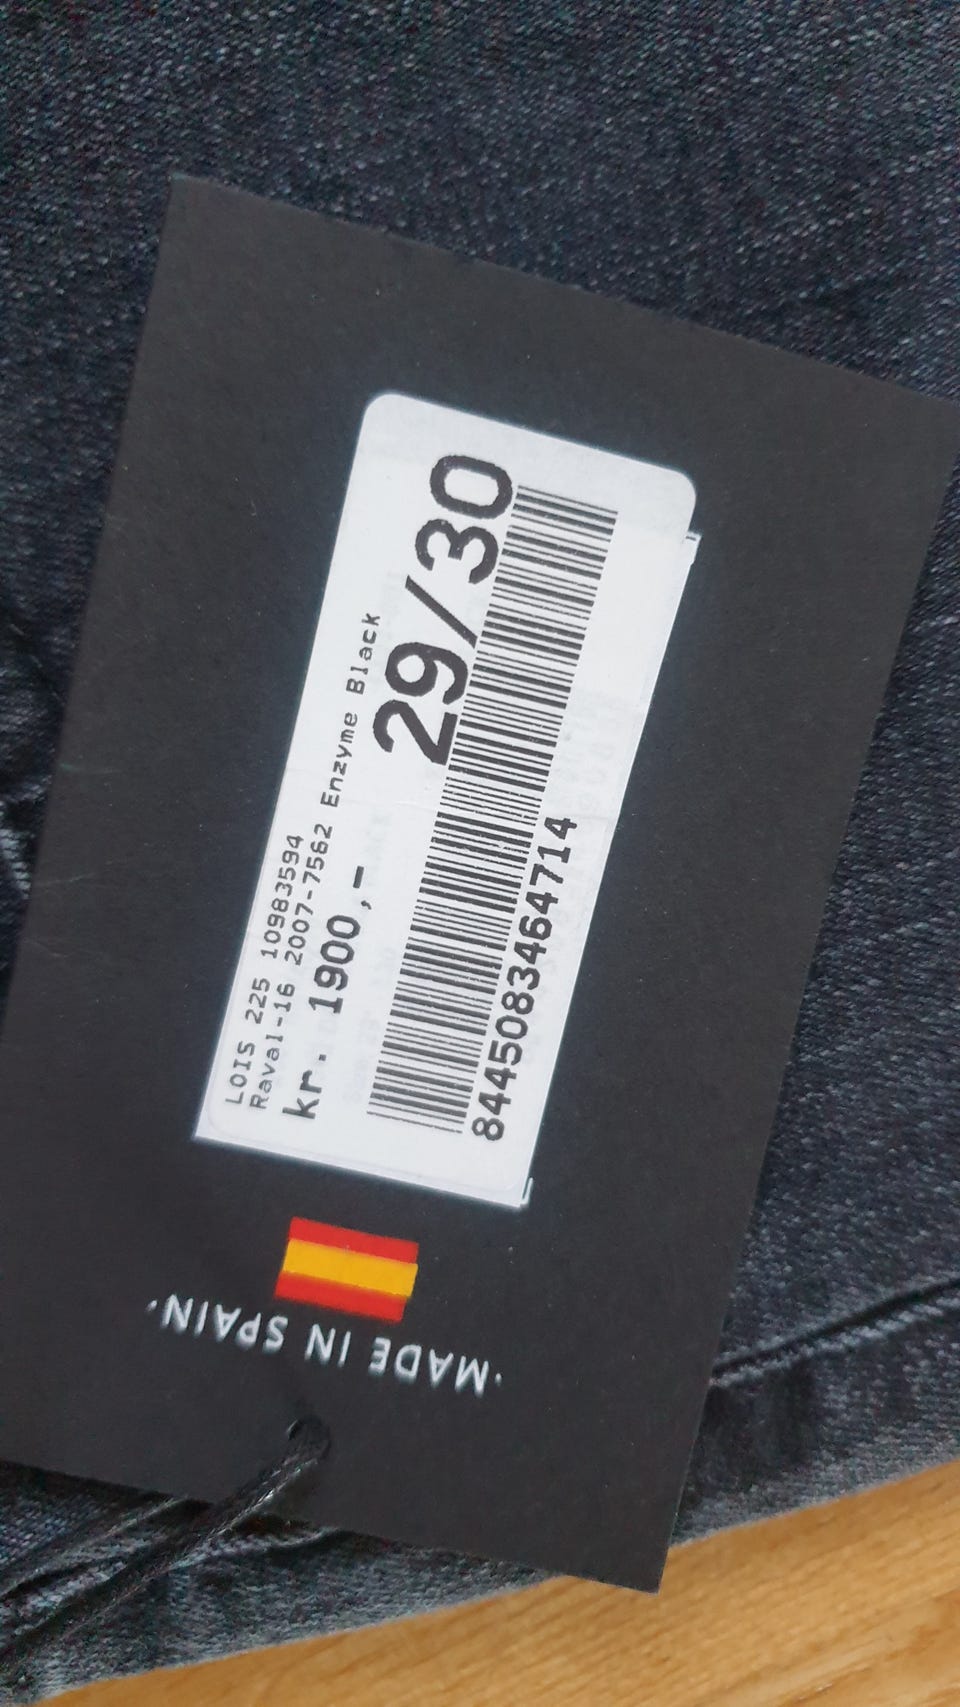 LOIS 225 10983594
Raval-16 2007-7562 Enzyme Black
kr. 1900,-
29/30
8445083464714
·MADE IN SPAIN·